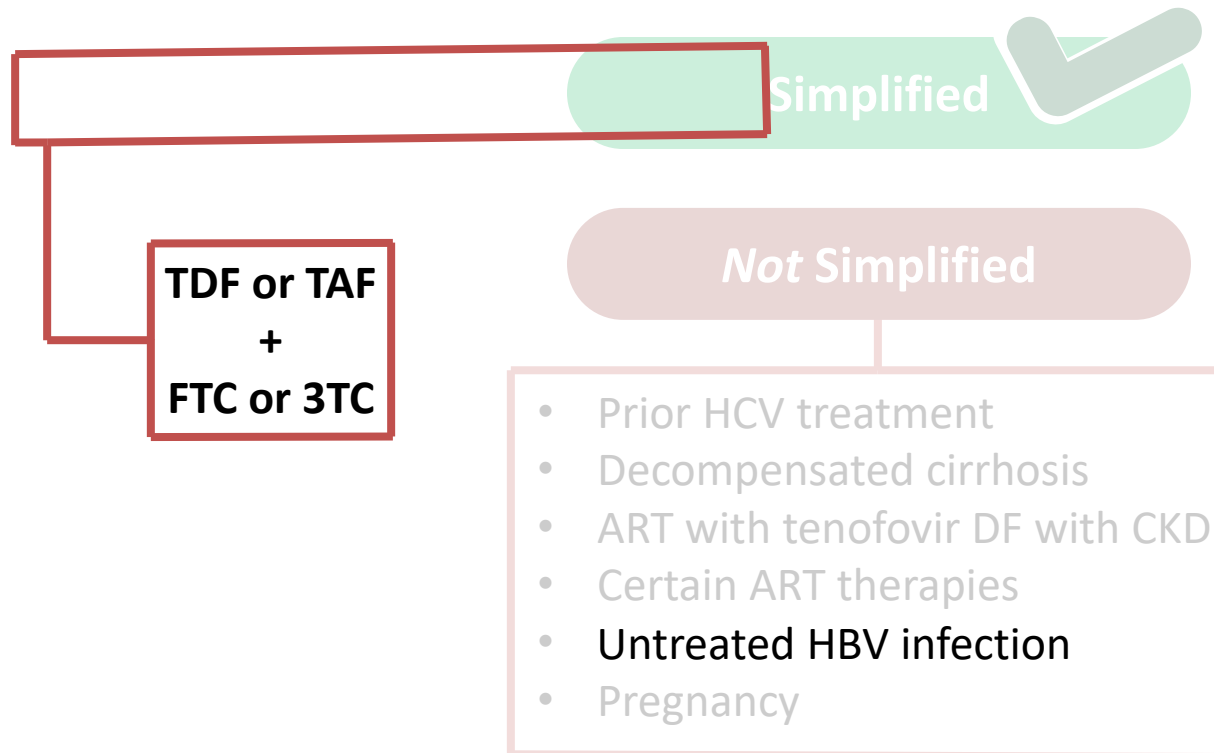 Simplified
Not Simplified
TDF or TAF
+
FTC or 3TC
• Prior HCV treatment
• Decompensated cirrhosis
• ART with tenofovir DF with CKD
• Certain ART therapies
• Untreated HBV infection
• Pregnancy